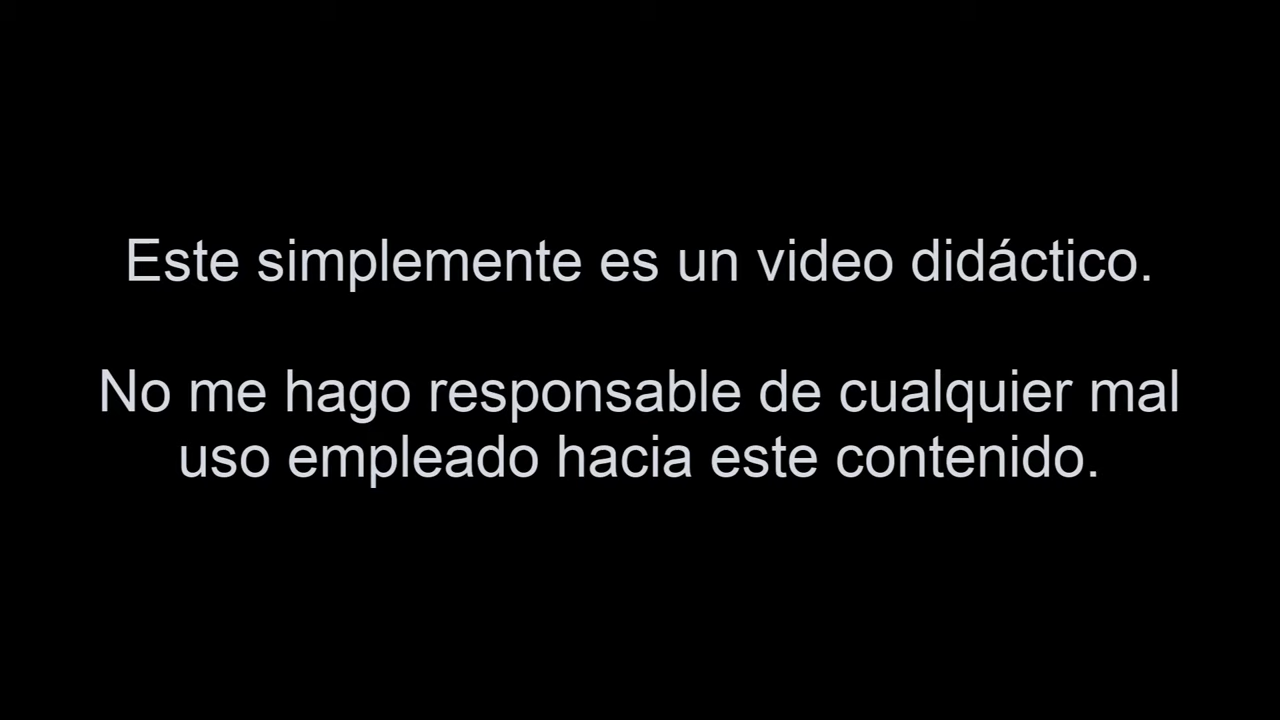 Este simplemente es un video didáctico.
No me hago responsable de cualquier mal
uso empleado hacia este contenido.